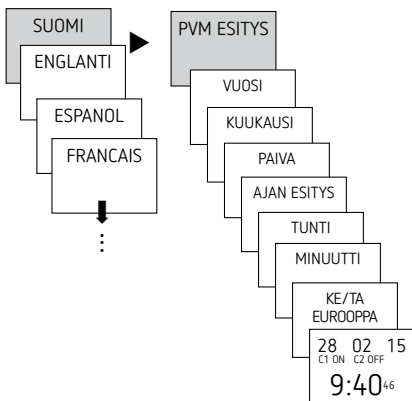 SUOMI
ENGLANTI
ESPANOL
FRANCAIS
PVM ESITYS
VUOSI
KUUKAUSI
PAIVA
AJAN ESITYS
TUNTI
MINUUTTI
KE/TA
EUROOPPA
28 02 15
C1 ON C2 OFF
9:40 46